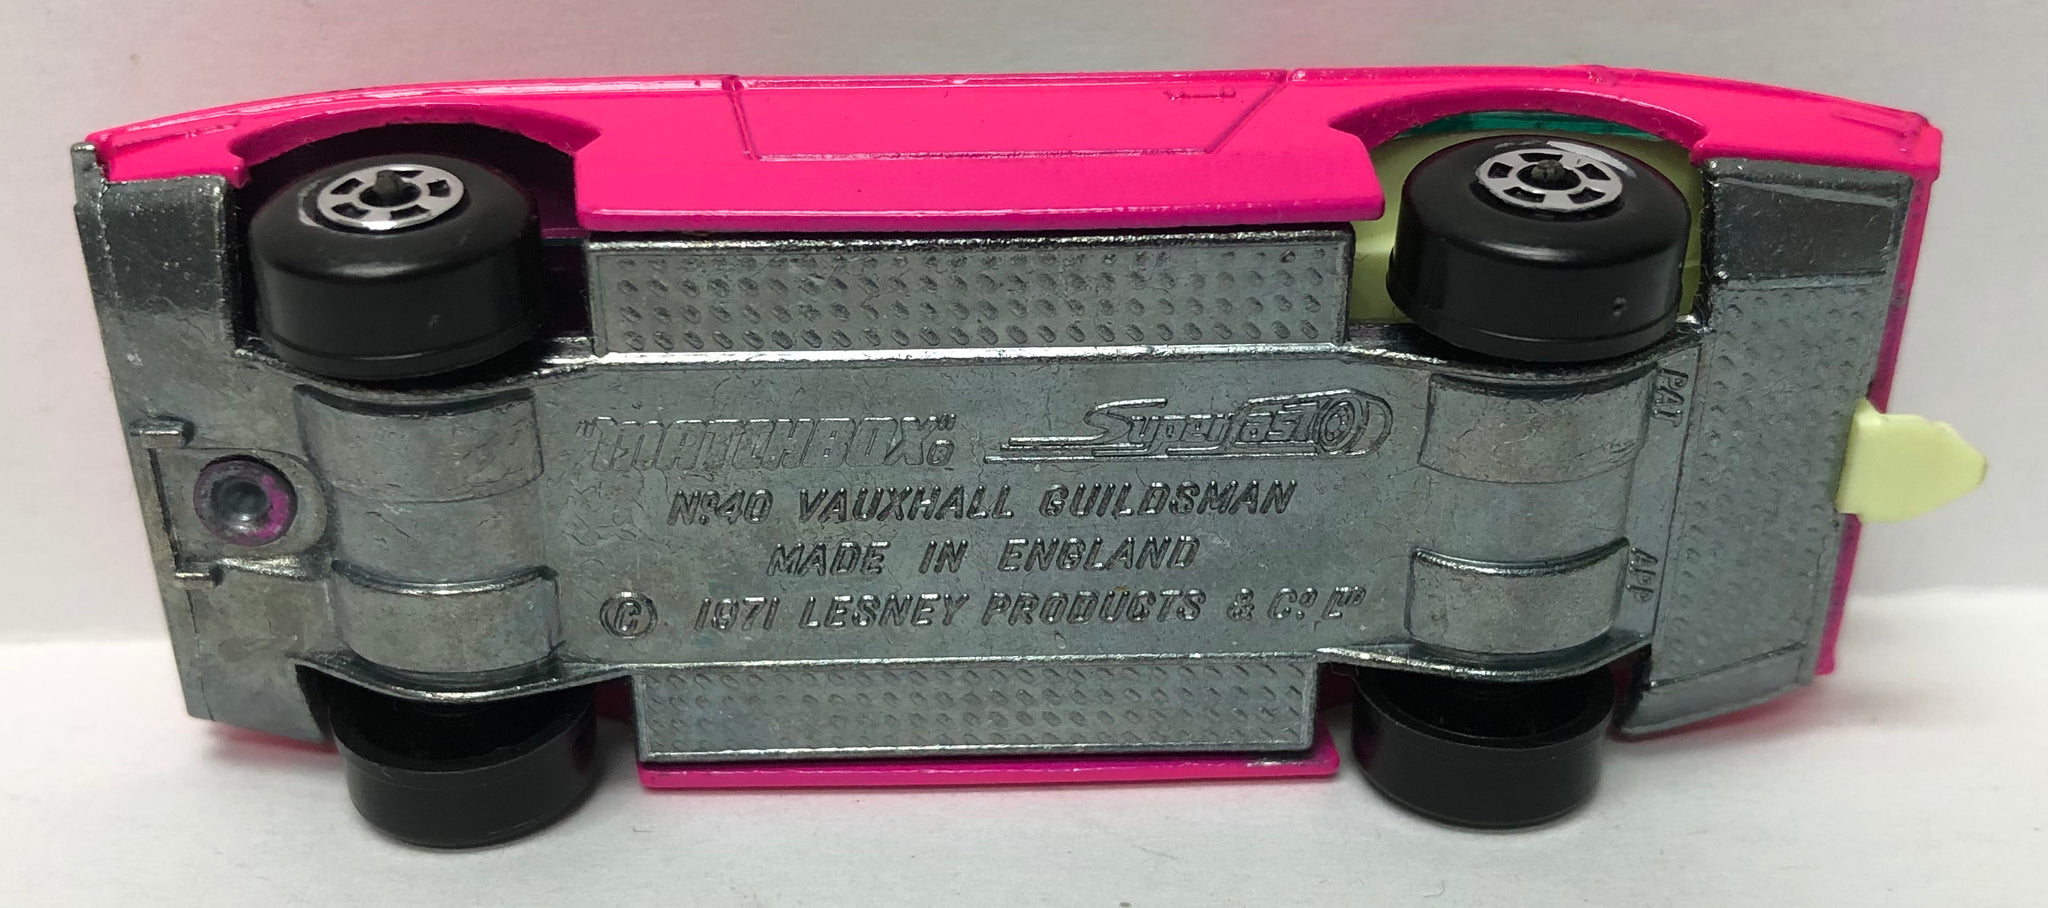 "MATCHBOX"® Superfast
Nº40 VAUXHALL GUILDSMAN
MADE IN ENGLAND
© 1971 LESNEY PRODUCTS & Cº Lᵀᴰ
PAT
APP